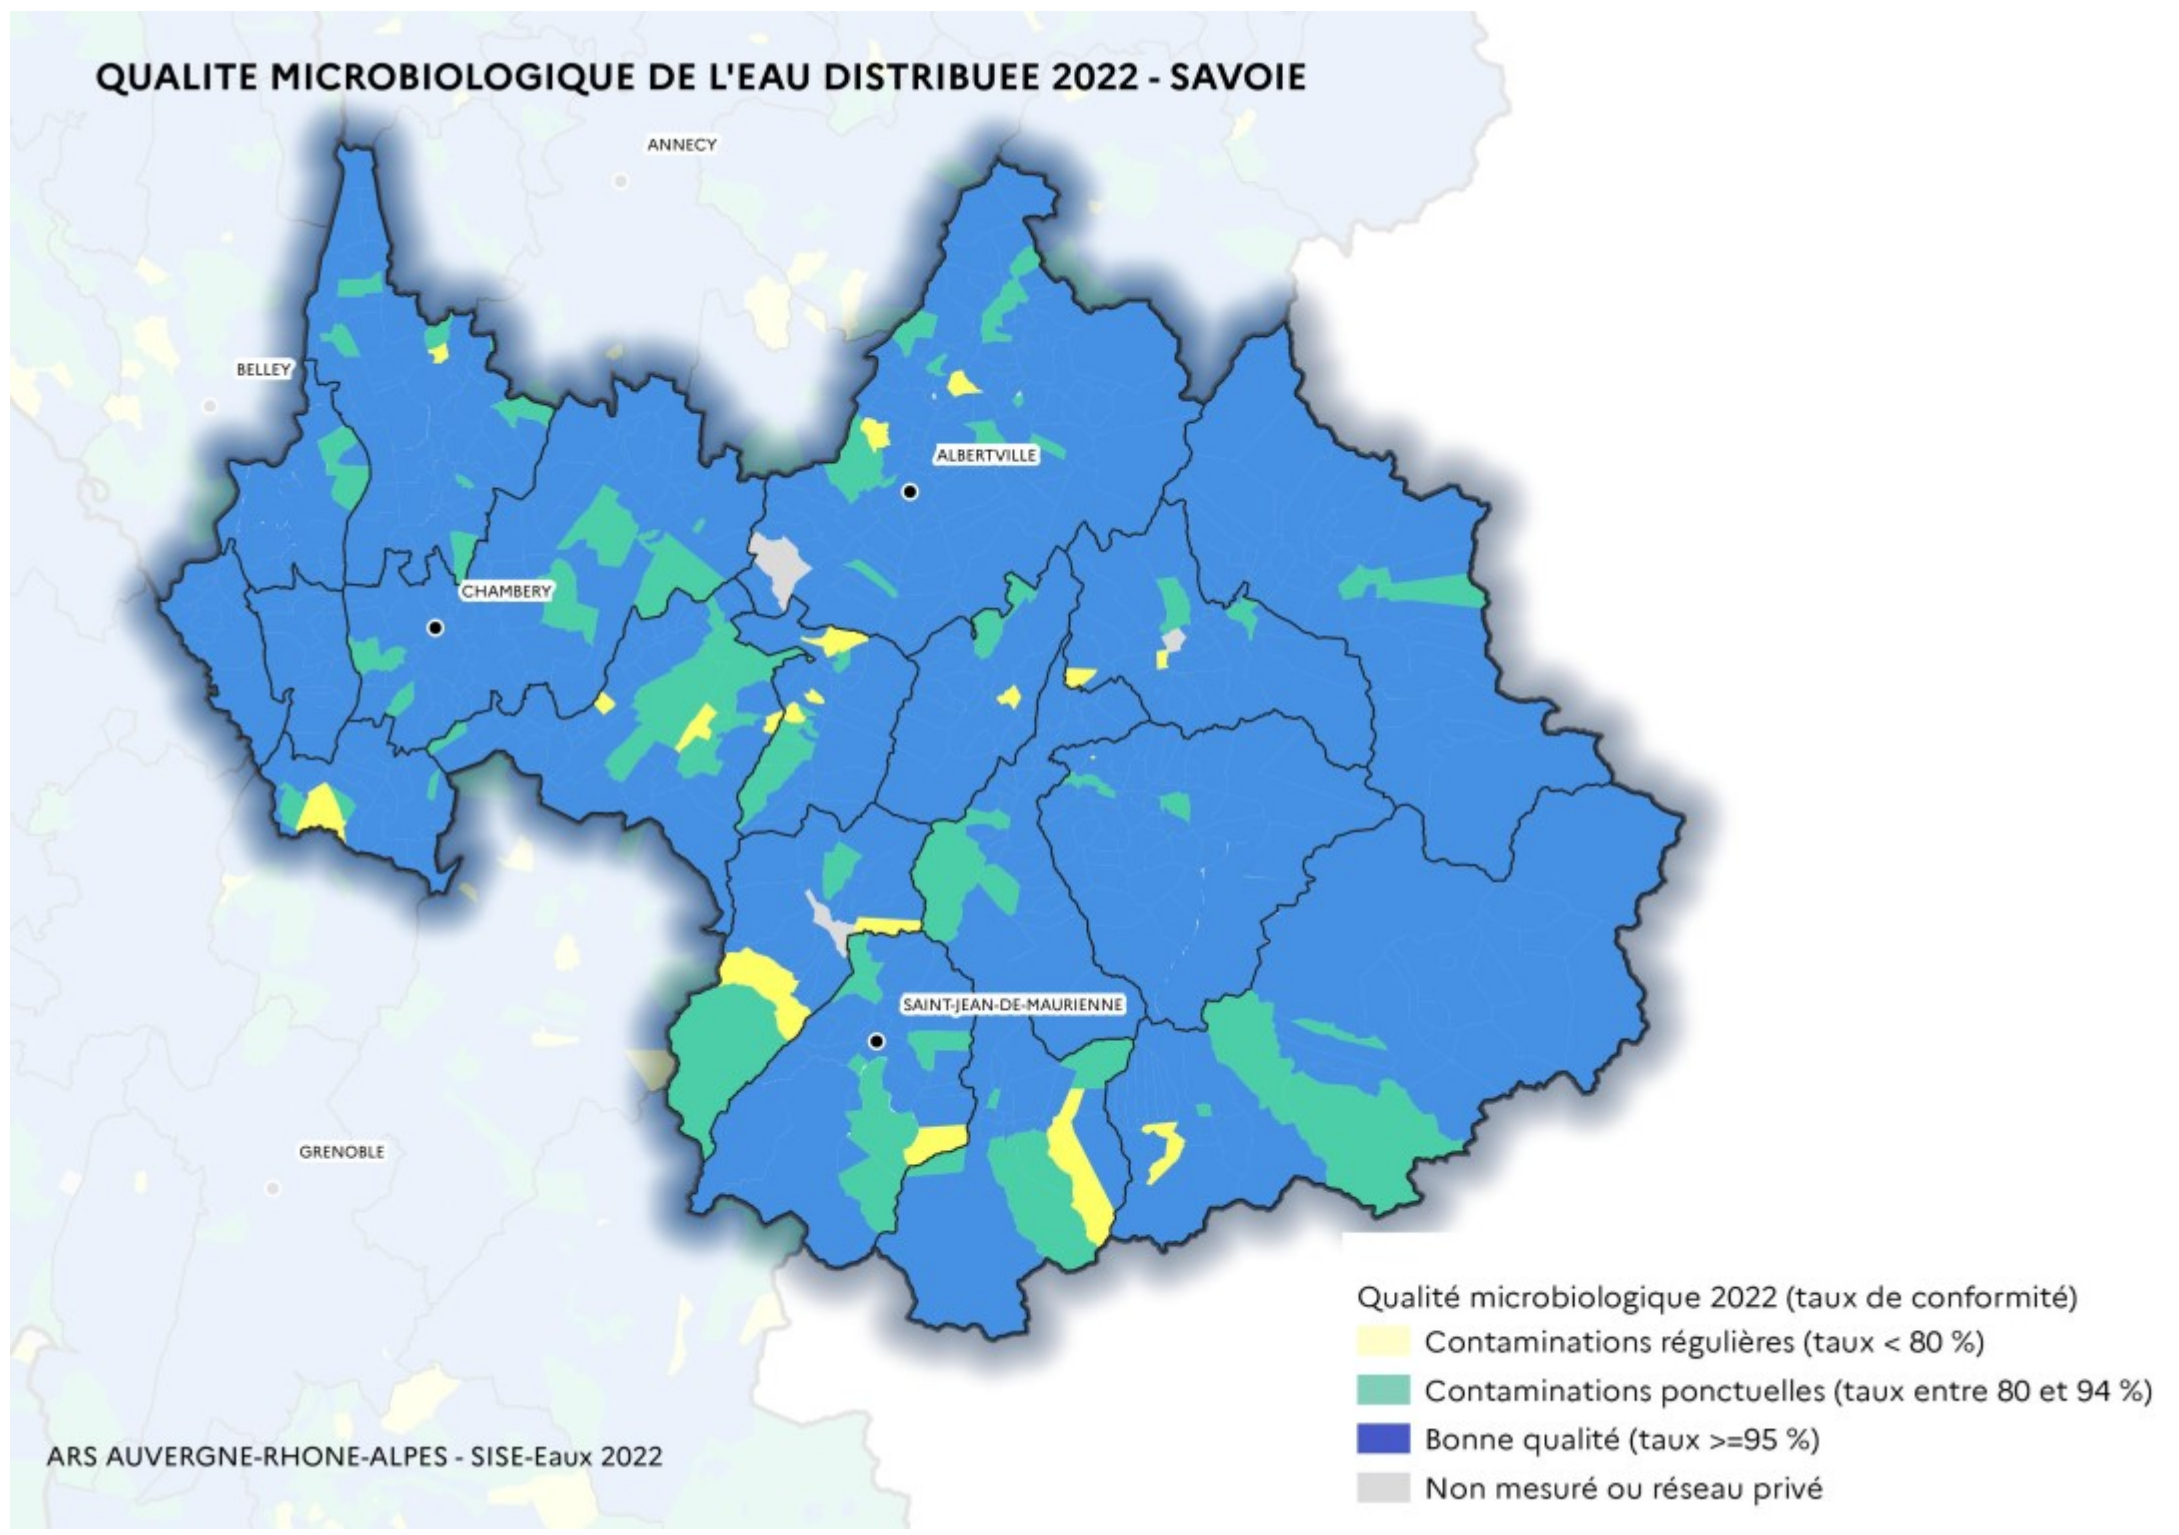 QUALITE MICROBIOLOGIQUE DE L'EAU DISTRIBUEE 2022 - SAVOIE
ANNECY
BELLEY
ALBERTVILLE
CHAMBERY
SAINT-JEAN-DE-MAURIENNE
GRENOBLE
Qualité microbiologique 2022 (taux de conformité)
Contaminations régulières (taux < 80 %)
Contaminations ponctuelles (taux entre 80 et 94 %)
Bonne qualité (taux >=95 %)
Non mesuré ou réseau privé
ARS AUVERGNE-RHONE-ALPES - SISE-Eaux 2022